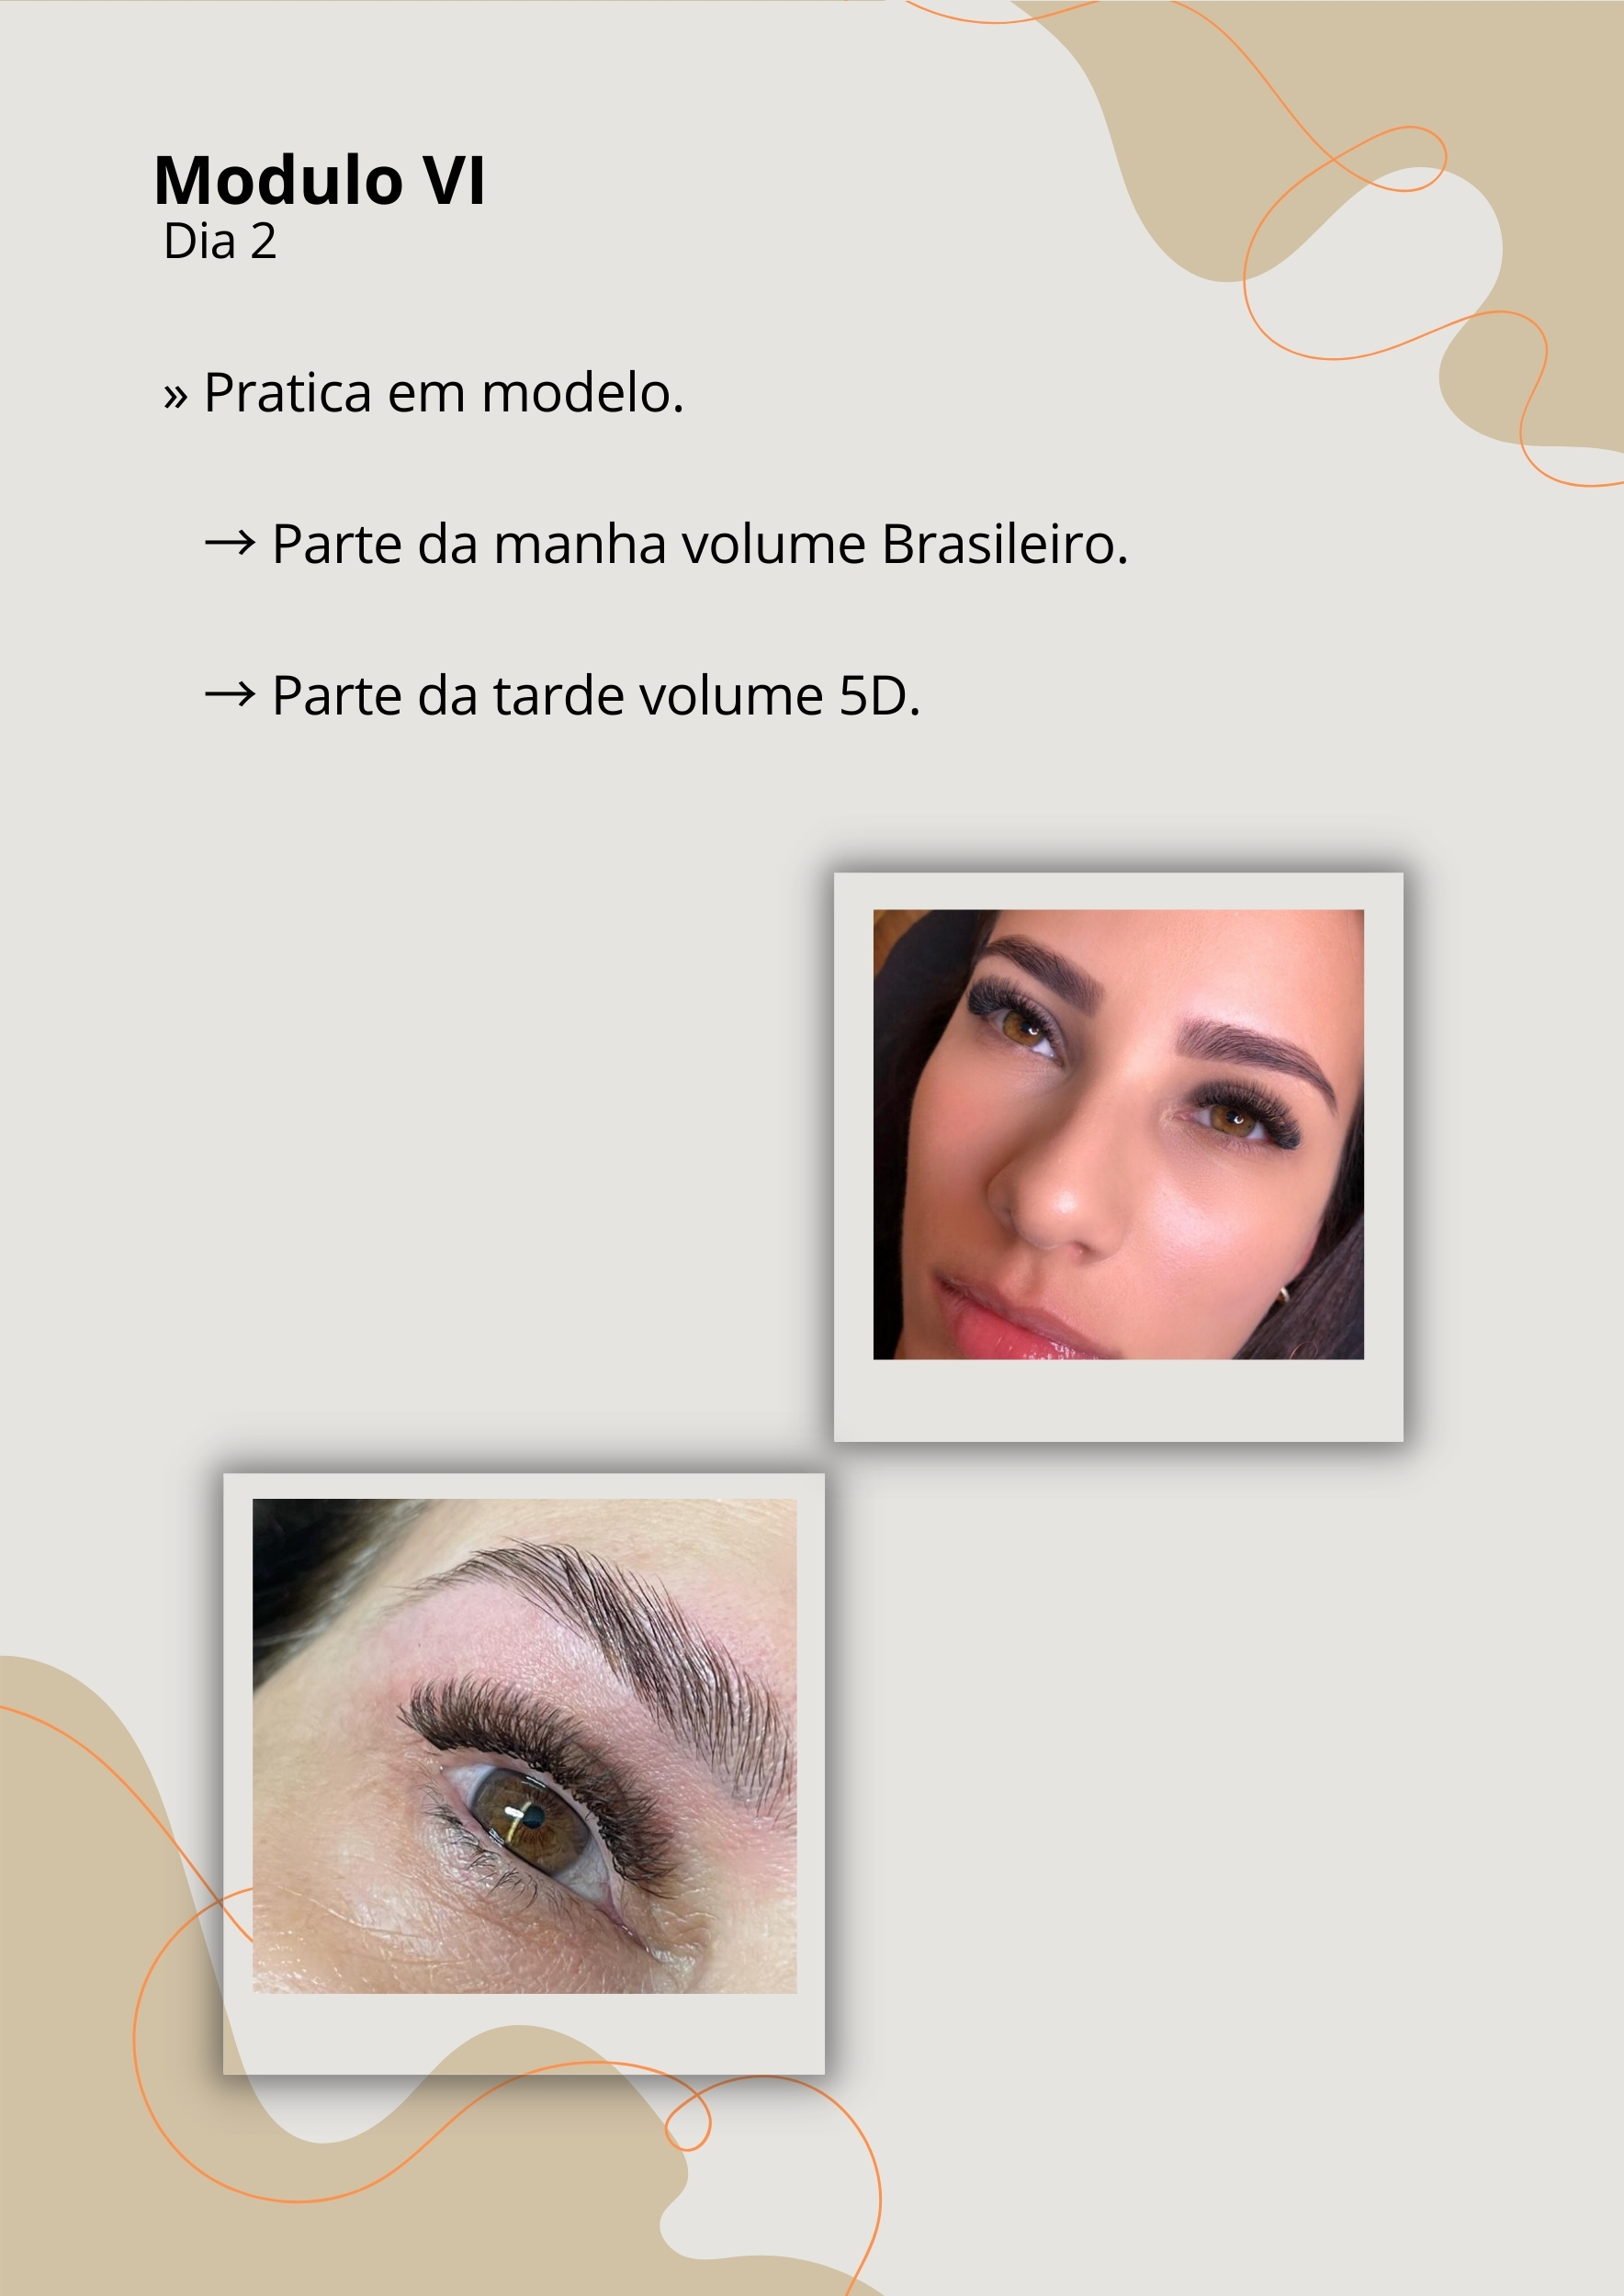 Modulo VI
Dia 2
» Pratica em modelo.
→ Parte da manha volume Brasileiro.
→ Parte da tarde volume 5D.